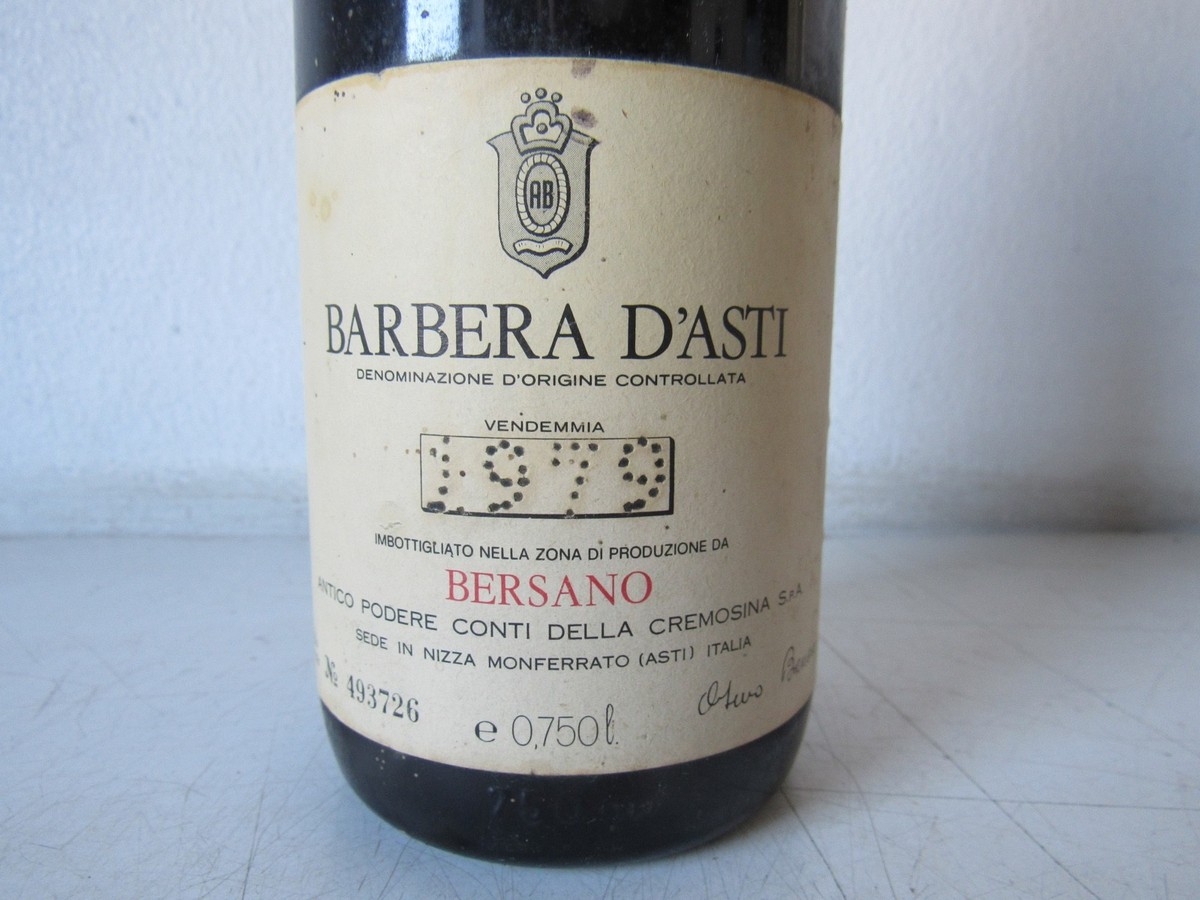 AB
BARBERA D'ASTI
DENOMINAZIONE D'ORIGINE CONTROLLATA
VENDEMMIA
1979
IMBOTTIGLIATO NELLA ZONA DI PRODUZIONE DA
BERSANO
ANTICO PODERE CONTI DELLA CREMOSINA S.P.A.
SEDE IN NIZZA MONFERRATO (ASTI) ITALIA
№ 493726
e 0,750 l.